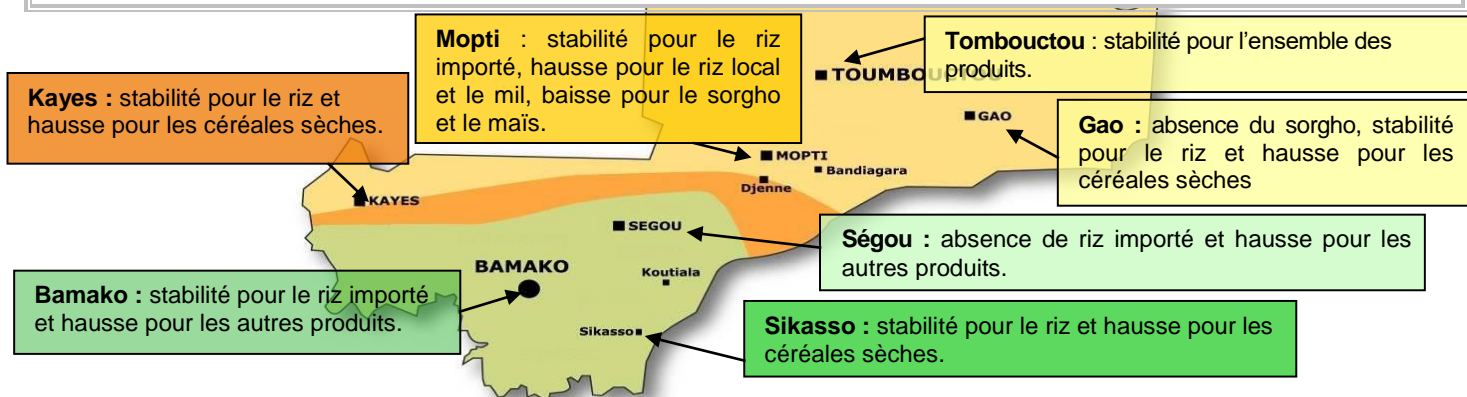 Mopti : stabilité pour le riz
importé, hausse pour le riz local
et le mil, baisse pour le sorgho
et le maïs.
Tombouctou : stabilité pour l'ensemble des
produits.
Kayes : stabilité pour le riz et
hausse pour les céréales sèches.
Gao : absence du sorgho, stabilité
pour le riz et hausse pour les
céréales sèches
Ségou : absence de riz importé et hausse pour les
autres produits.
Bamako : stabilité pour le riz importé
et hausse pour les autres produits.
Sikasso : stabilité pour le riz et hausse pour les
céréales sèches.
TOUMBOUCTOU
GAO
MOPTI
Bandiagara
Djenne
KAYES
SEGOU
BAMAKO
Koutiala
Sikasso